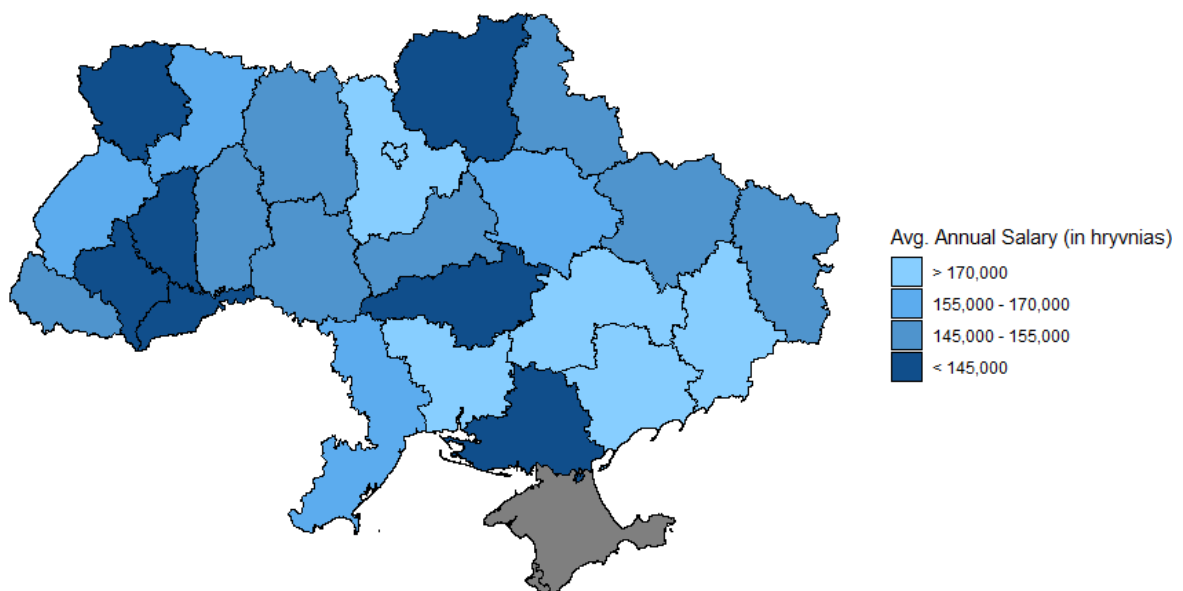 Avg. Annual Salary (in hryvnias)
> 170,000
155,000 - 170,000
145,000 - 155,000
< 145,000